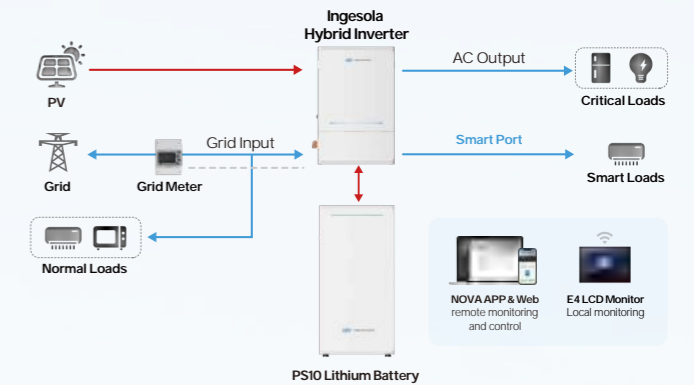 Ingesola
Hybrid Inverter
PV
AC Output
Critical Loads
Grid Input
Smart Port
Grid
Grid Meter
Smart Loads
Normal Loads
NOVA APP & Web
remote monitoring
and control
E4 LCD Monitor
Local monitoring
PS10 Lithium Battery